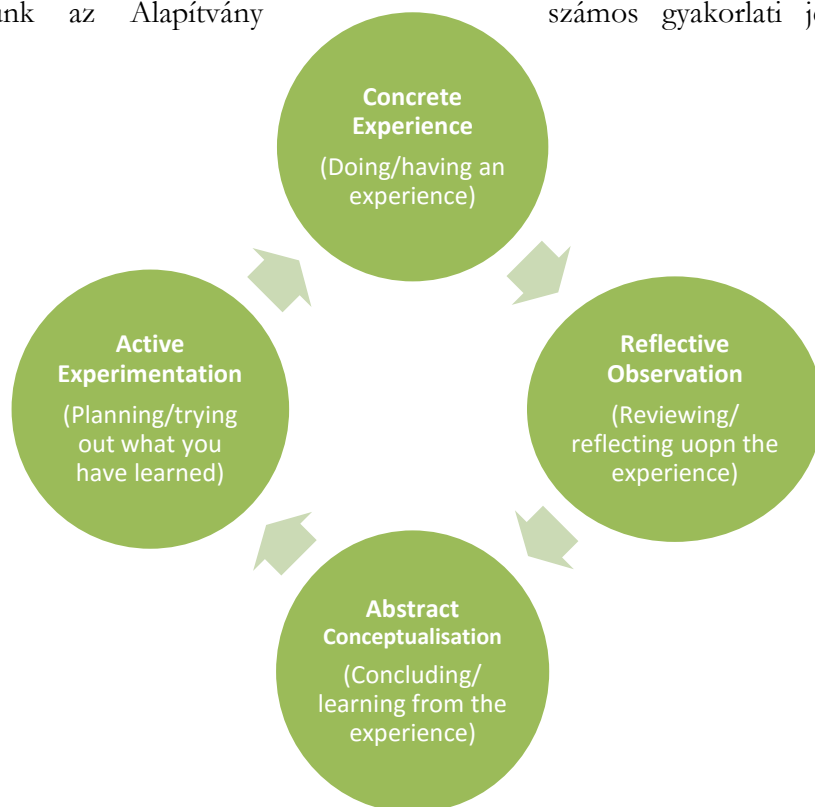 az Alapítvány
számos gyakorlati
Concrete
Experience
(Doing/having an
experience)
Reflective
Observation
(Reviewing/
reflecting uopn the
experience)
Abstract
Conceptualisation
(Concluding/
learning from the
experience)
Active
Experimentation
(Planning/trying
out what you
have learned)